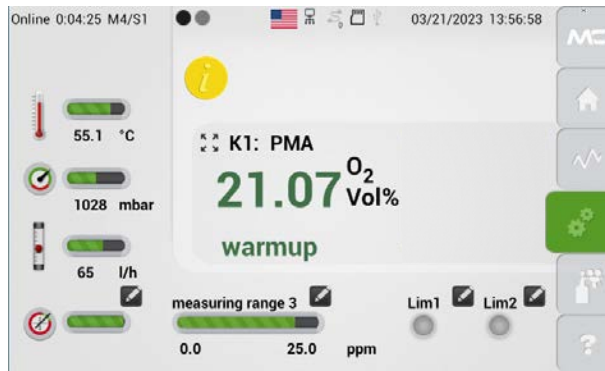 Online 0:04:25 M4/S1
03/21/2023 13:56:58
MC
i
55.1 °C
K1: PMA
21.07 O2 Vol%
1028 mbar
warmup
65 l/h
measuring range 3
Lim1
Lim2
0.0 25.0 ppm
?